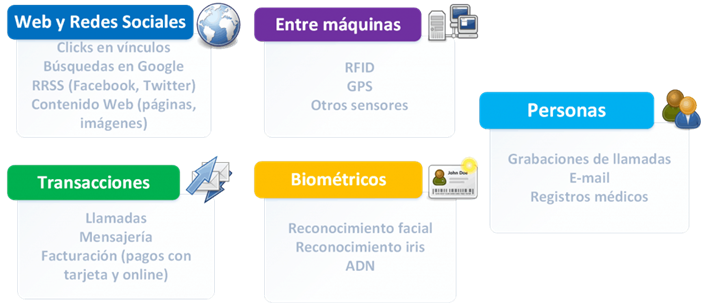 Web y Redes Sociales
Clicks en vínculos
Búsquedas en Google
RRSS (Facebook, Twitter)
Contenido Web (páginas,
imágenes)
Entre máquinas
RFID
GPS
Otros sensores
Personas
Grabaciones de llamadas
E-mail
Registros médicos
Transacciones
Llamadas
Mensajería
Facturación (pagos con
tarjeta y online)
Biométricos
John Doe
Reconocimiento facial
Reconocimiento iris
ADN